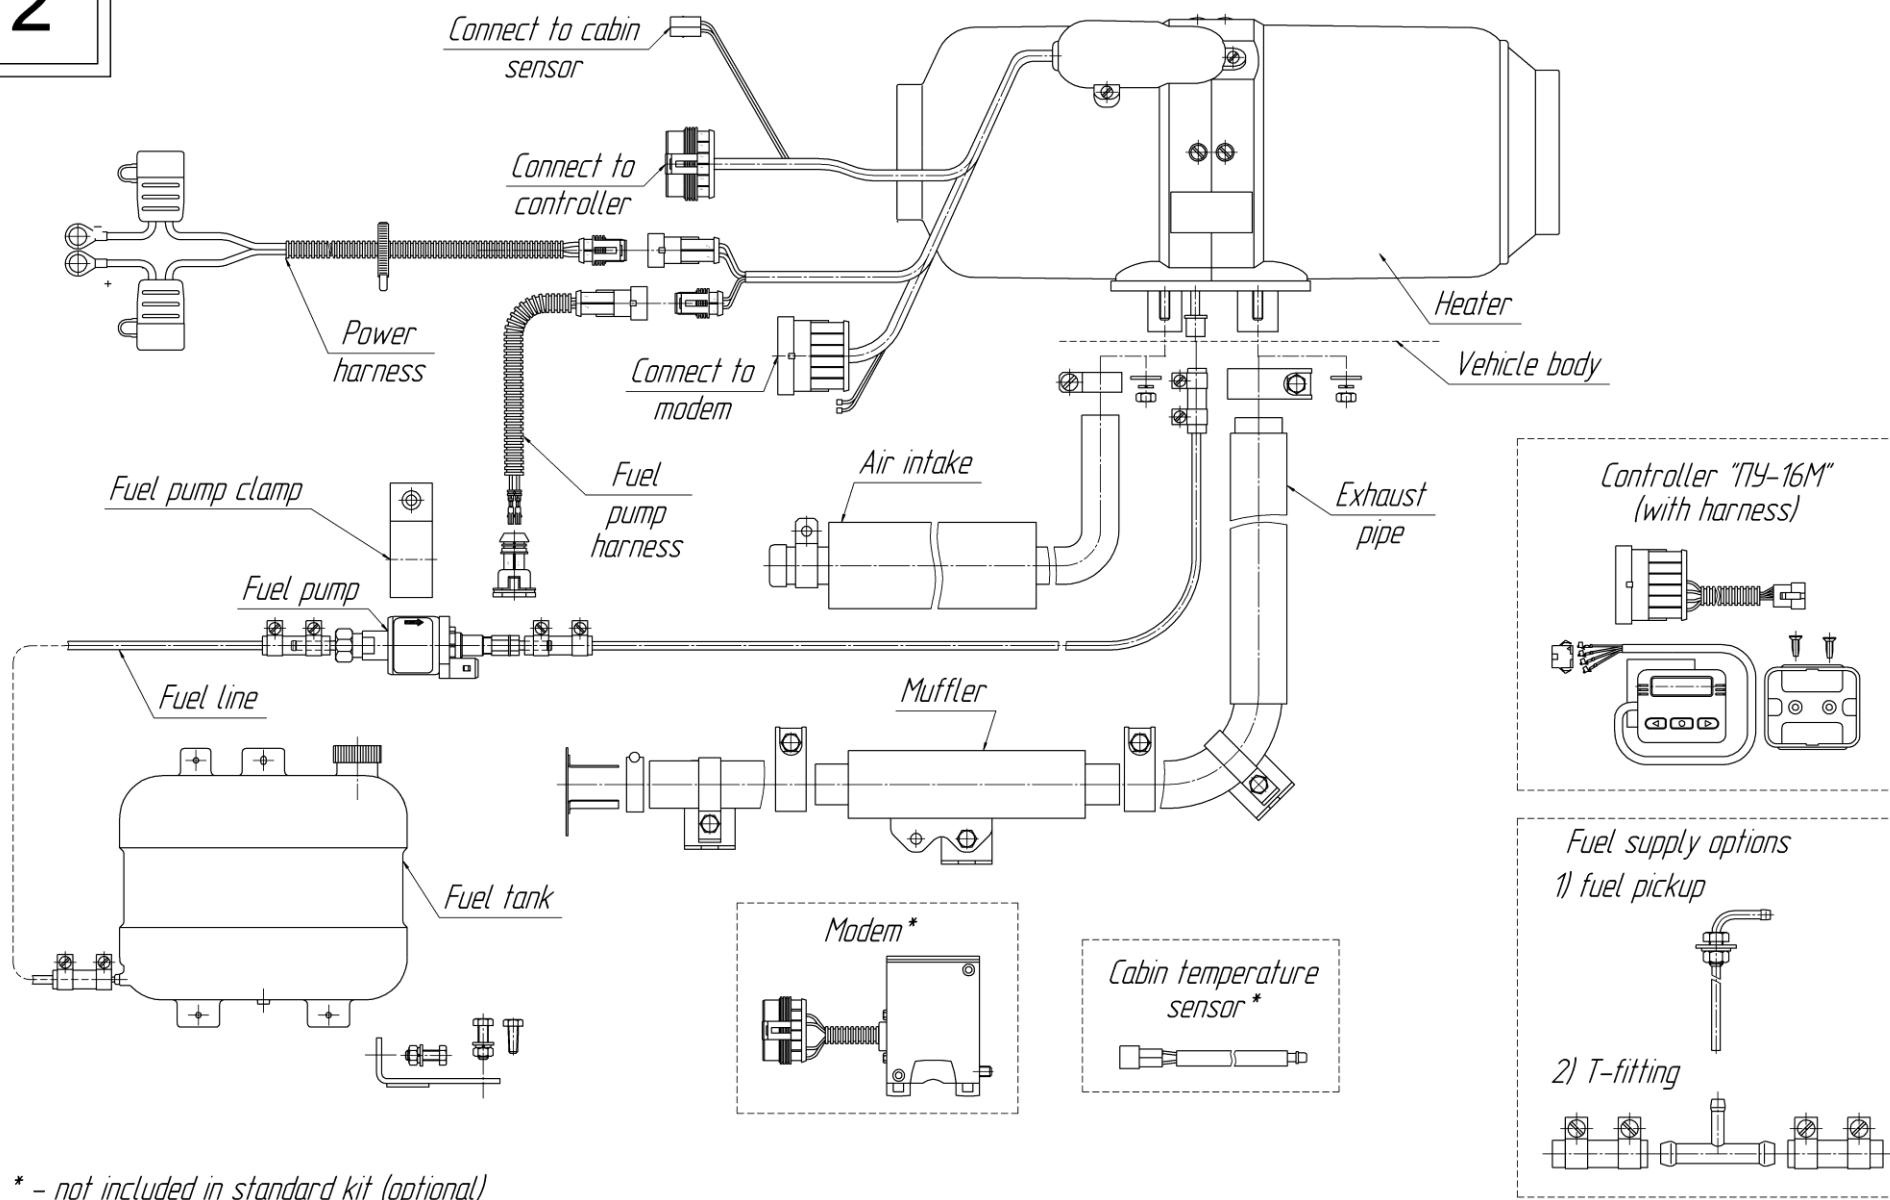 2
Connect to cabin
sensor
Connect to
controller
-
+
Power
harness
Connect to
modem
Heater
Vehicle body
Fuel pump clamp
Fuel
pump
harness
Air intake
Exhaust
pipe
Controller "ПУ-16М"
(with harness)
Fuel pump
Fuel line
Muffler
Fuel tank
Modem*
Cabin temperature
sensor*
Fuel supply options
1) fuel pickup
2) T-fitting
* - not included in standard kit (optional)